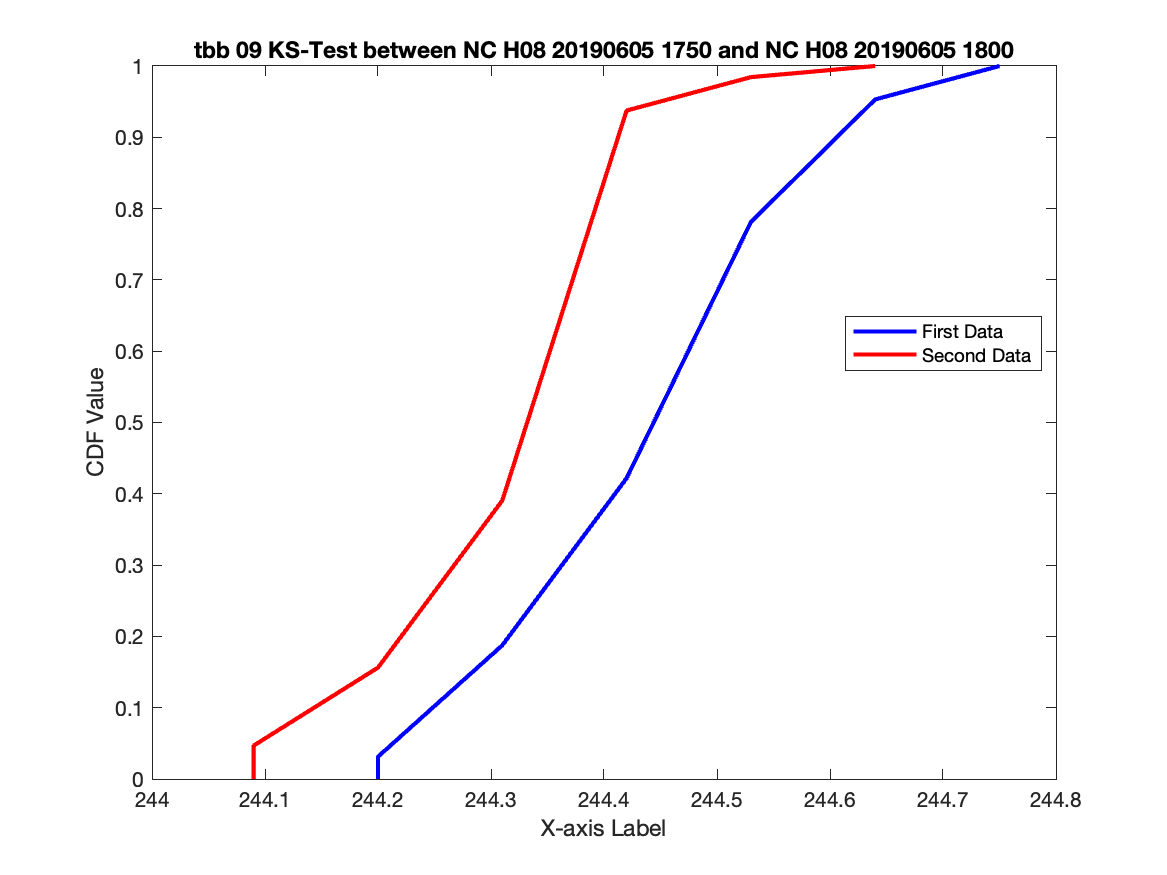 tbb 09 KS-Test between NC H08 20190605 1750 and NC H08 20190605 1800
1
0.9
0.8
0.7
0.6
0.5
0.4
0.3
0.2
0.1
0
CDF Value
First Data
Second Data
244 244.1 244.2 244.3 244.4 244.5 244.6 244.7 244.8
X-axis Label